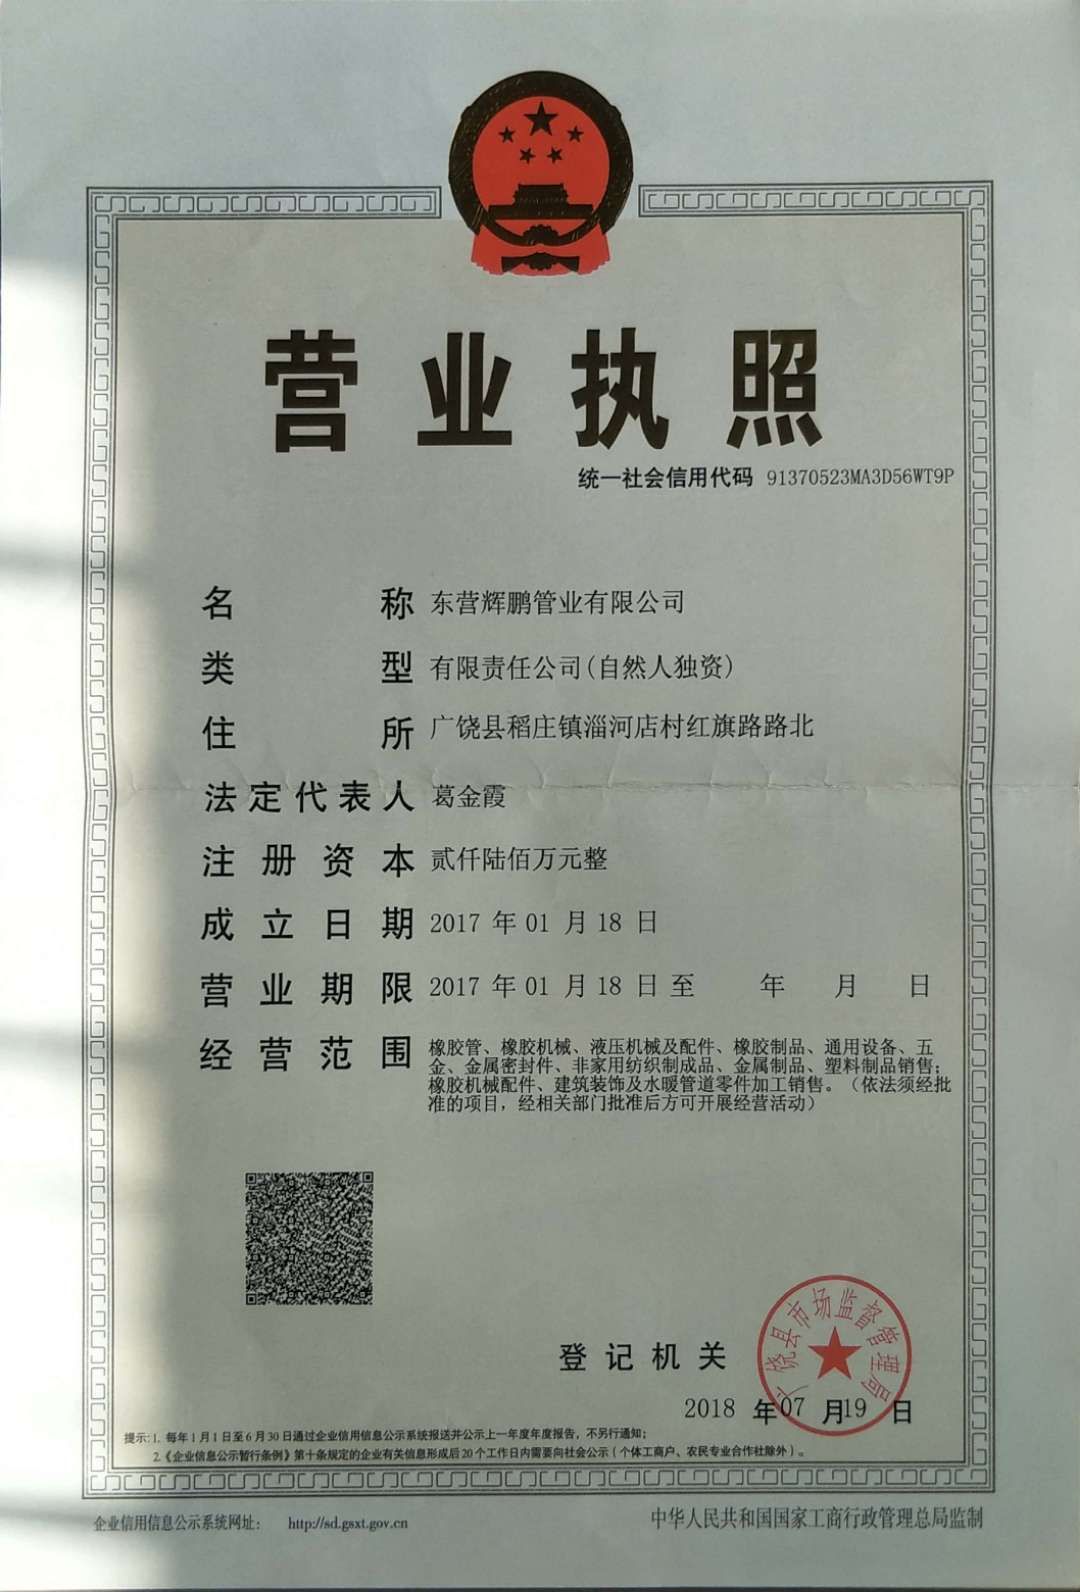 营业执照
统一社会信用代码 91370523MA3D56WT9P
名称 东营辉鹏管业有限公司
类型 有限责任公司(自然人独资)
住所 广饶县稻庄镇淄河店村红旗路路北
法定代表人 葛金霞
注册资本 贰仟陆佰万元整
成立日期 2017 年 01 月 18 日
营业期限 2017 年 01 月 18 日 至 年 月 日
经营范围 橡胶管、橡胶机械、液压机械及配件、橡胶制品、通用设备、五
金、金属密封件、非家用纺织制成品、金属制品、塑料制品销售;
橡胶机械配件、建筑装饰及水暖管道零件加工销售。（依法须经批
准的项目，经相关部门批准后方可开展经营活动）
广饶县市场监督管理局
登记机关
2018 年 07 月 19 日
提示: 1. 每年1月1日至6月30日通过企业信用信息公示系统报送并公示上一年度年度报告，不另行通知;
2.《企业信息公示暂行条例》第十条规定的企业有关信息形成后20个工作日内需要向社会公示（个体工商户、农民专业合作社除外）。
企业信用信息公示系统网址: http://sd.gsxt.gov.cn
中华人民共和国国家工商行政管理总局监制